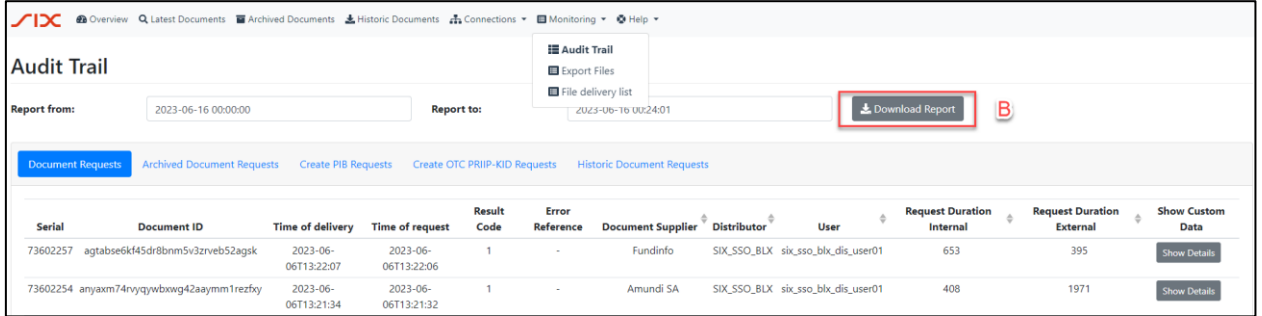 SIX Overview Latest Documents Archived Documents Historic Documents Connections Monitoring Help
Audit Trail
Export Files
File delivery list
Audit Trail
Report from: 2023-06-16 00:00:00 Report to: 2023-06-16 00:24:01 Download Report B
Document Requests Archived Document Requests Create PIB Requests Create OTC PRIIP-KID Requests Historic Document Requests
Serial Document ID Time of delivery Time of request Result Code Error Reference Document Supplier Distributor User Request Duration Internal Request Duration External Show Custom Data
73602257 agtabse6kf45dr8bnm5v3zrveb52agsk 2023-06-06T13:22:07 2023-06-06T13:22:06 1 - Fundinfo SIX_SSO_BLX six_sso_blx_dis_user01 653 395 Show Details
73602254 anyaxm74rvyqywbxwg42aaymm1rezfxy 2023-06-06T13:21:34 2023-06-06T13:21:32 1 - Amundi SA SIX_SSO_BLX six_sso_blx_dis_user01 408 1971 Show Details